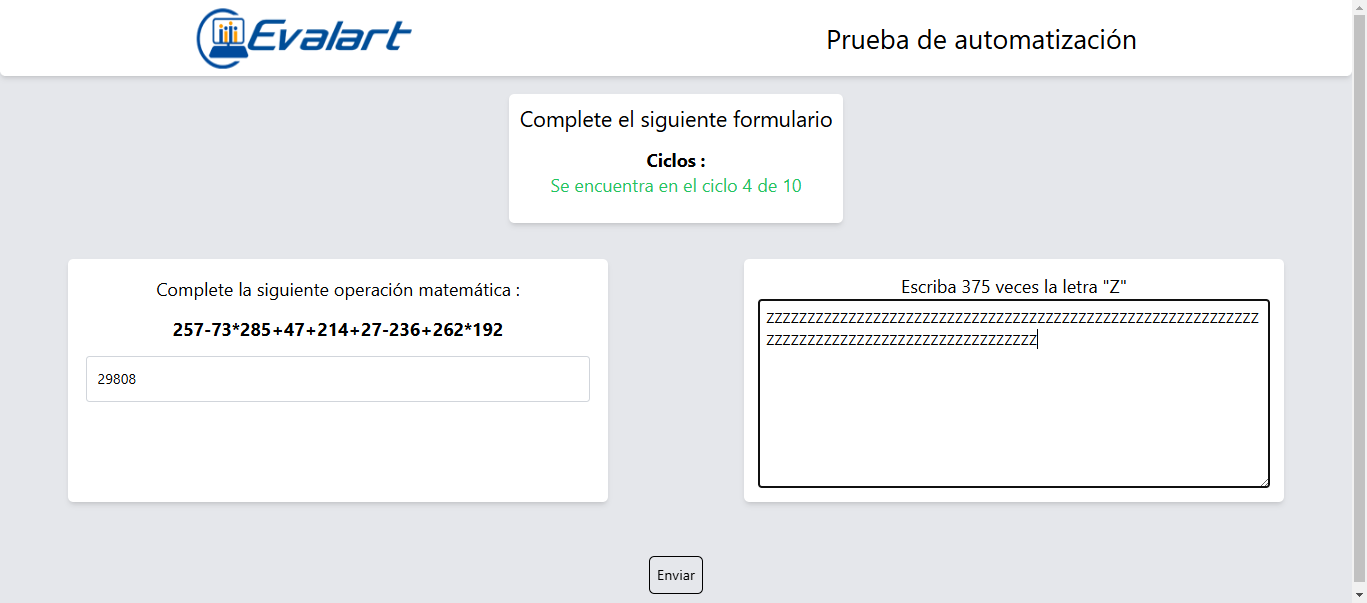 Evalart
Prueba de automatización
Complete el siguiente formulario
Ciclos :
Se encuentra en el ciclo 4 de 10
Complete la siguiente operación matemática :
257-73*285+47+214+27-236+262*192
29808
Escriba 375 veces la letra "Z"
ZZZZZZZZZZZZZZZZZZZZZZZZZZZZZZZZZZZZZZZZZZZZZZZZZZZZZZZZZZZZ
ZZZZZZZZZZZZZZZZZZZZZZZZZZZZZZZZZ
Enviar